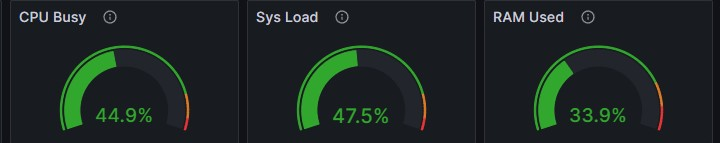 CPU Busy
Sys Load
RAM Used
44.9%
47.5%
33.9%